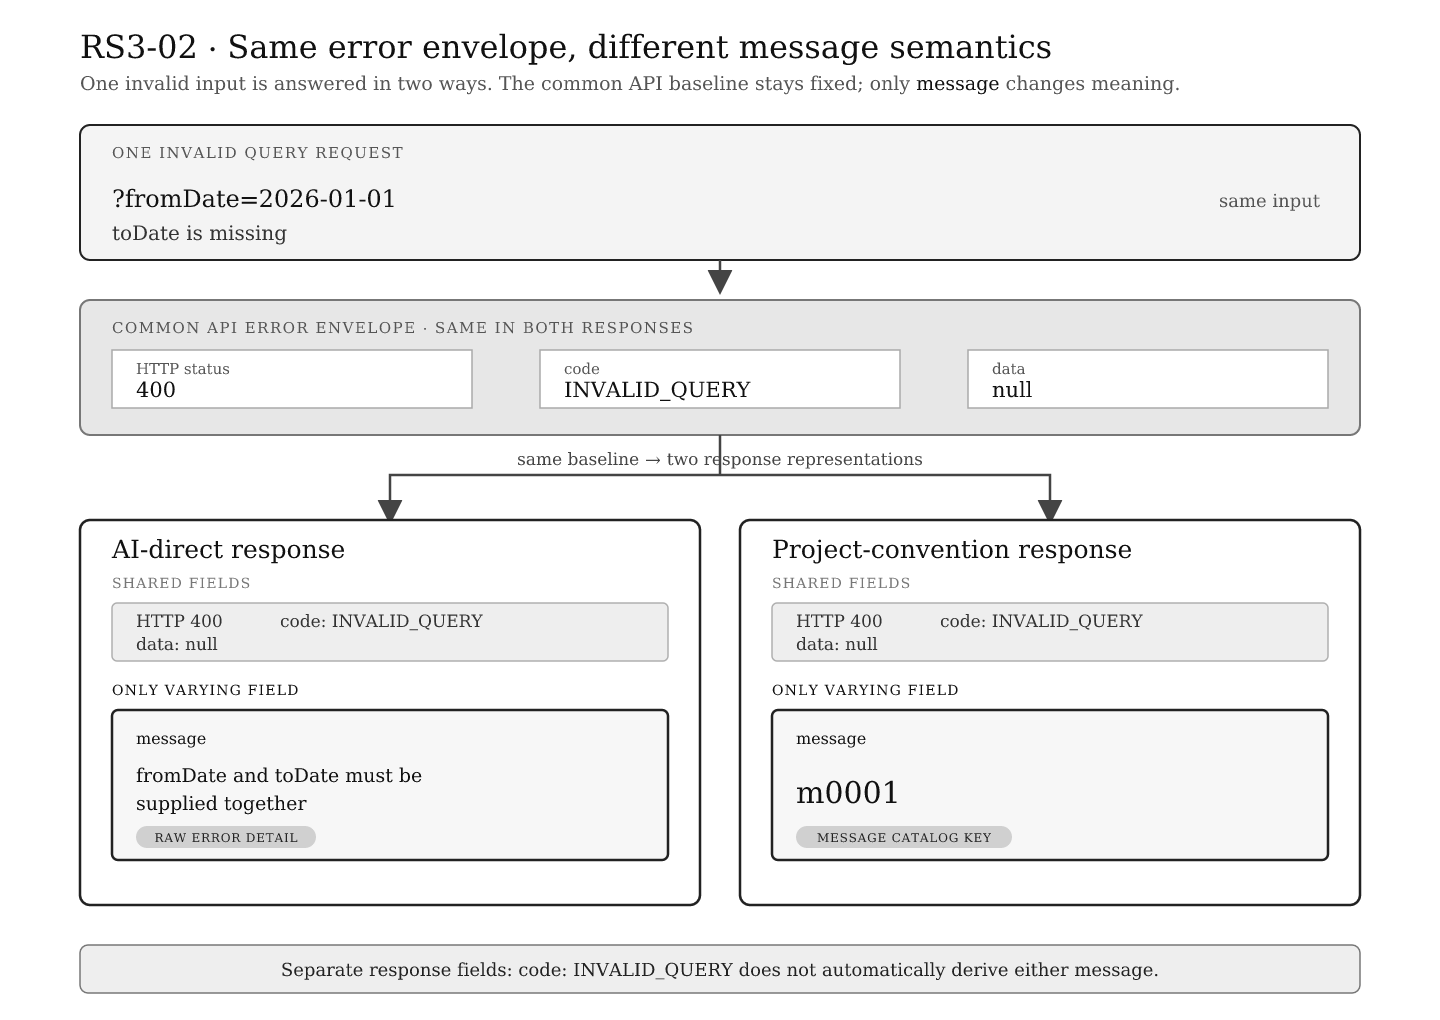 RS3-02 · Same error envelope, different message semantics
One invalid input is answered in two ways. The common API baseline stays fixed; only message changes meaning.
ONE INVALID QUERY REQUEST
?fromDate=2026-01-01
same input
toDate is missing
COMMON API ERROR ENVELOPE · SAME IN BOTH RESPONSES
HTTP status
400
code
INVALID_QUERY
data
null
same baseline → two response representations
AI-direct response
SHARED FIELDS
HTTP 400 code: INVALID_QUERY
data: null
ONLY VARYING FIELD
message
fromDate and toDate must be
supplied together
RAW ERROR DETAIL
Project-convention response
SHARED FIELDS
HTTP 400 code: INVALID_QUERY
data: null
ONLY VARYING FIELD
message
m0001
MESSAGE CATALOG KEY
Separate response fields: code: INVALID_QUERY does not automatically derive either message.